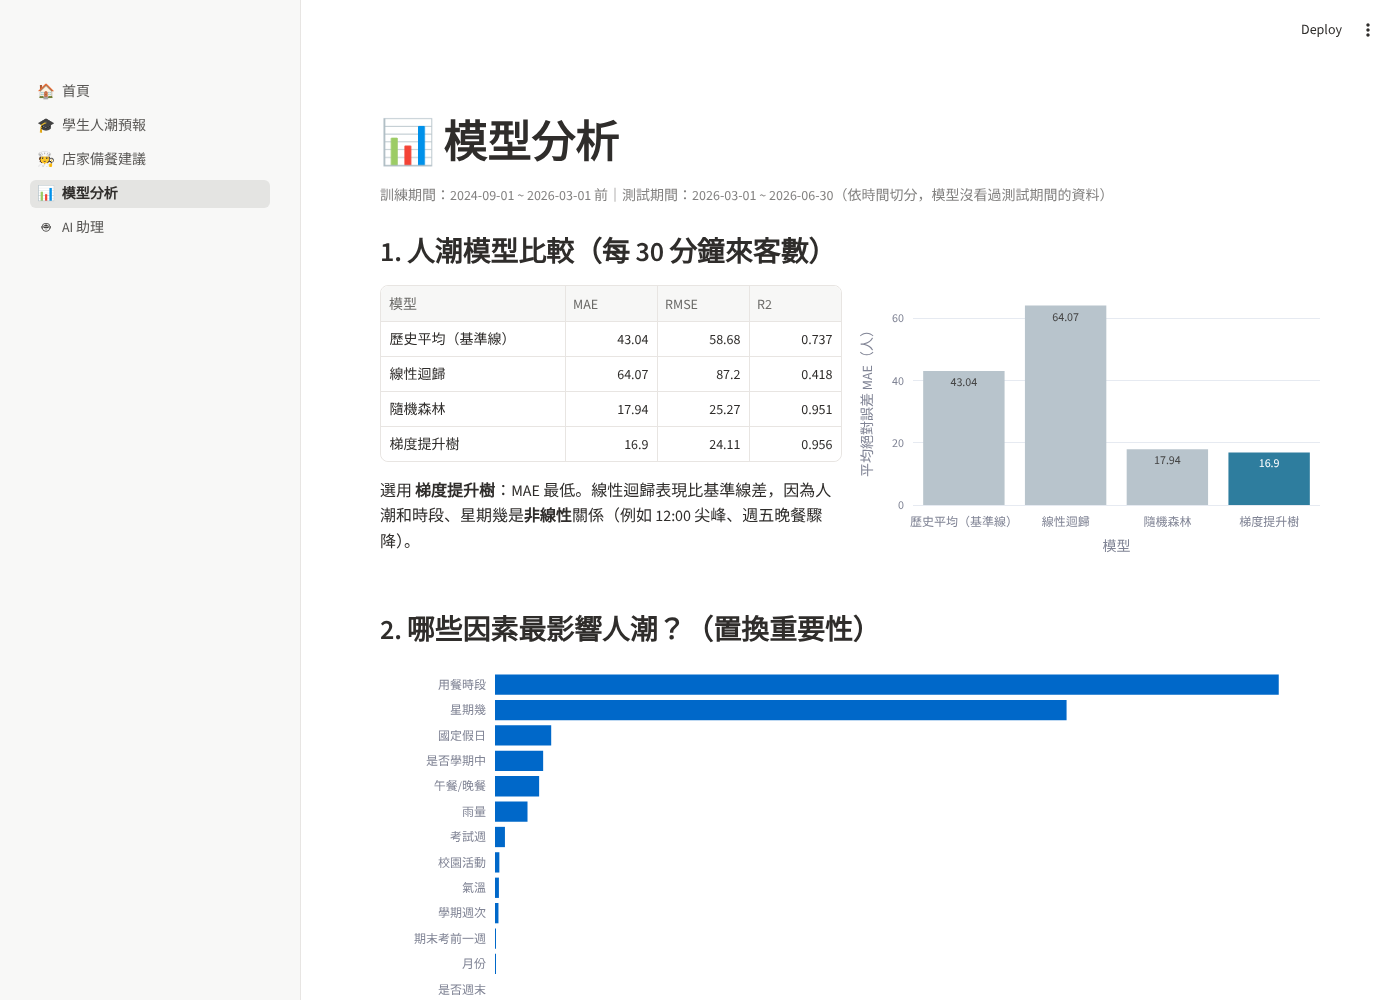 Deploy
首頁
學生人潮預報
店家備餐建議
模型分析
AI 助理
模型分析
訓練期間：2024-09-01 ~ 2026-03-01 前｜測試期間：2026-03-01 ~ 2026-06-30（依時間切分，模型沒看過測試期間的資料）
1. 人潮模型比較（每 30 分鐘來客數）
模型 MAE RMSE R2
歷史平均（基準線） 43.04 58.68 0.737
線性迴歸 64.07 87.2 0.418
隨機森林 17.94 25.27 0.951
梯度提升樹 16.9 24.11 0.956
選用 梯度提升樹：MAE 最低。線性迴歸表現比基準線差，因為人
潮和時段、星期幾是非線性關係（例如 12:00 尖峰、週五晚餐驟
降）。
平均絕對誤差 MAE（人）
60
40
20
0
43.04
64.07
17.94
16.9
歷史平均（基準線） 線性迴歸 隨機森林 梯度提升樹
模型
2. 哪些因素最影響人潮？（置換重要性）
用餐時段
星期幾
國定假日
是否學期中
午餐/晚餐
雨量
考試週
校園活動
氣溫
學期週次
期末考前一週
月份
是否週末